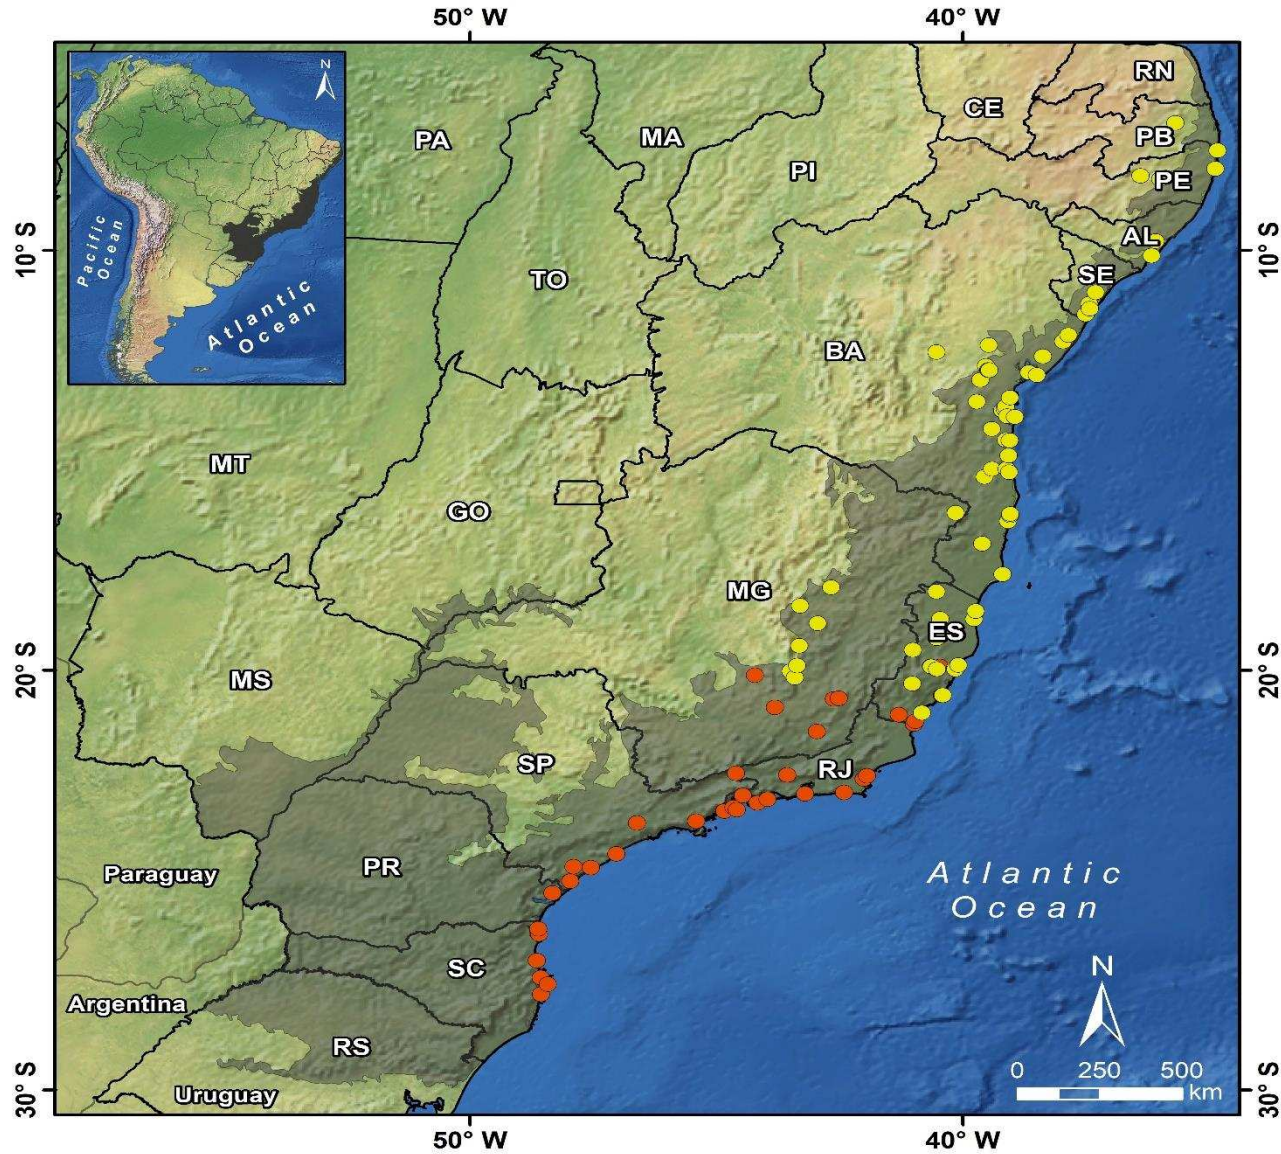 50° W
40° W
N
Pacific
Ocean
Atlantic
Ocean
RN
CE
PA
MA
PB
PI
PE
AL
10° S
10° S
SE
TO
BA
MT
GO
MG
ES
20° S
20° S
MS
SP
RJ
PR
Paraguay
Atlantic
Ocean
SC
N
Argentina
RS
0 250 500
km
Uruguay
30° S
30° S
50° W
40° W